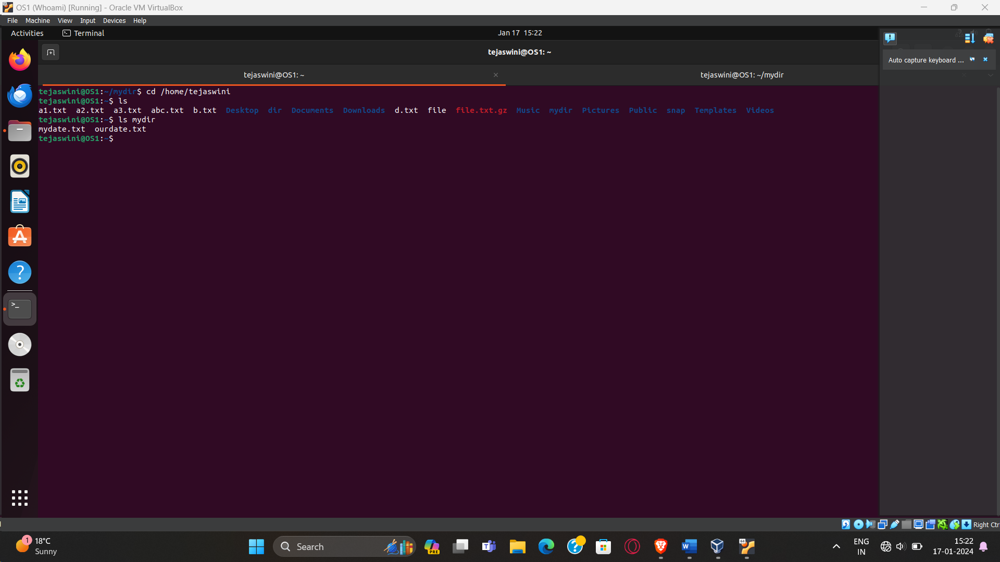 OS1 (Whoami) [Running] - Oracle VM VirtualBox
File Machine View Input Devices Help
Activities Terminal Jan 17 15:22
tejaswini@OS1: ~
Auto capture keyboard ...
tejaswini@OS1: ~ tejaswini@OS1: ~/mydir
tejaswini@OS1:~/mydir$ cd /home/tejaswini
tejaswini@OS1:~$ ls
a1.txt a2.txt a3.txt abc.txt b.txt Desktop dir Documents Downloads d.txt file file.txt.gz Music mydir Pictures Public snap Templates Videos
tejaswini@OS1:~$ ls mydir
mydate.txt ourdate.txt
tejaswini@OS1:~$
Right Ctr
1
18°C
Sunny
Search
PRE
ENG
IN
15:22
17-01-2024